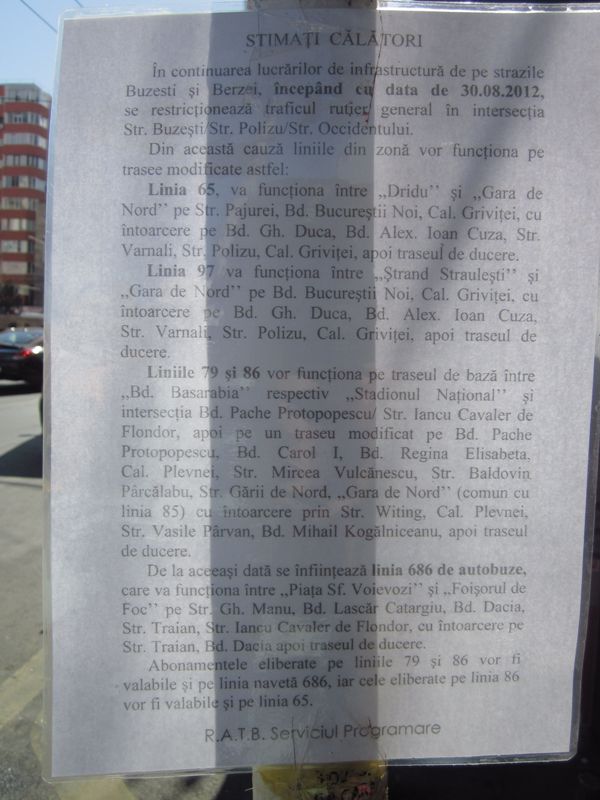 STIMAȚI CĂLĂTORI
În continuarea lucrărilor de infrastructură de pe strazile
Buzesti și Berzei, începând cu data de 30.08.2012,
se restricționează traficul rutier general în intersecția
Str. Buzești/Str. Polizu/Str. Occidentului.
Din această cauză liniile din zonă vor funcționa pe
trasee modificate astfel:
Linia 65, va funcționa între ,,Dridu’’ și ,,Gara de
Nord’’ pe Str. Pajurei, Bd. Bucureștii Noi, Cal. Griviței, cu
întoarcere pe Bd. Gh. Duca, Bd. Alex. Ioan Cuza, Str.
Varnali, Str. Polizu, Cal. Griviței, apoi traseul de ducere.
Linia 97 va funcționa între ,,Ștrand Straulești’’ și
,,Gara de Nord’’ pe Bd. Bucureștii Noi, Cal. Griviței, cu
întoarcere pe Bd. Gh. Duca, Bd. Alex. Ioan Cuza,
Str. Varnali, Str. Polizu, Cal. Griviței, apoi traseul de
ducere.
Liniile 79 și 86 vor funcționa pe traseul de bază între
,,Bd. Basarabia’’ respectiv ,,Stadionul Național’’ și
intersecția Bd. Pache Protopopescu/ Str. Iancu Cavaler de
Flondor, apoi pe un traseu modificat pe Bd. Pache
Protopopescu, Bd. Carol I, Bd. Regina Elisabeta,
Cal. Plevnei, Str. Mircea Vulcănescu, Str. Baldovin
Pârcălabu, Str. Gării de Nord, ,,Gara de Nord’’ (comun cu
linia 85) cu întoarcere prin Str. Witing, Cal. Plevnei,
Str. Vasile Pârvan, Bd. Mihail Kogălniceanu, apoi traseul
de ducere.
De la aceeași dată se înființează linia 686 de autobuze,
care va funcționa între ,,Piața Sf. Voievozi’’ și ,,Foișorul de
Foc’’ pe Str. Gh. Manu, Bd. Lascăr Catargiu, Bd. Dacia,
Str. Traian, Str. Iancu Cavaler de Flondor, cu întoarcere pe
Str. Traian, Bd. Dacia apoi traseul de ducere.
Abonamentele eliberate pe liniile 79 și 86 vor fi
valabile și pe linia navetă 686, iar cele eliberate pe linia 86
vor fi valabile și pe linia 65.
R.A.T.B. Serviciul Programare